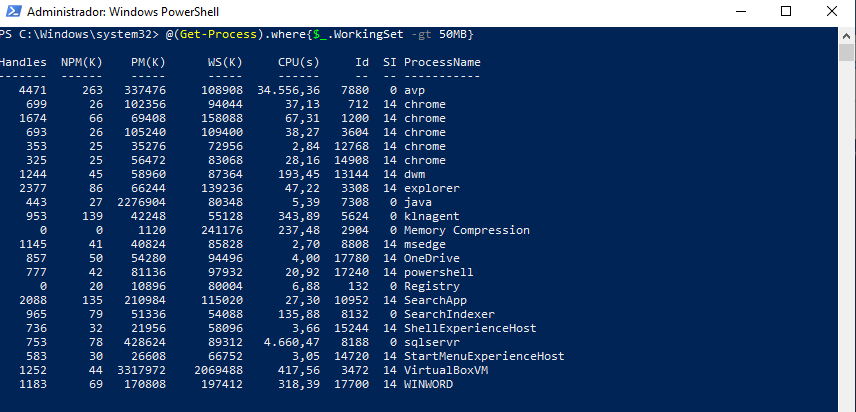 Administrador: Windows PowerShell
PS C:\Windows\system32> @(Get-Process).where{$_.WorkingSet -gt 50MB}
Handles  NPM(K)    PM(K)      WS(K)     CPU(s)     Id  SI ProcessName
-------  ------    -----      -----     ------     --  -- -----------
   4471     263   337476     108908  34.556,36   7880   0 avp
    699      26   102356      94044      37,13    712  14 chrome
   1674      66    69408     158088      67,31   1200  14 chrome
    693      26   105240     109400      38,27   3604  14 chrome
    353      25    35276      72956       2,84  12768  14 chrome
    325      25    56472      83068      28,16  14908  14 chrome
   1244      45    58960      87364     193,45  13144  14 dwm
   2377      86    66244     139236      47,22   3308  14 explorer
    443      27  2276904      80348       5,39   7308   0 java
    953     139    42248      55128     343,89   5624   0 klnagent
      0       0     1120     241176     237,48   2904   0 Memory Compression
   1145      41    40824      85828       2,70   8808  14 msedge
    857      50    54280      94496       4,00  17780  14 OneDrive
    777      42    81136      97932      20,92  17240  14 powershell
      0      20    10896      80004       6,88    132   0 Registry
   2088     135   210984     115020      27,30  10952  14 SearchApp
    965      79    51336      54088     135,88   8132   0 SearchIndexer
    736      32    21956      58096       3,66  15244  14 ShellExperienceHost
    753      78   428624      89312   4.660,47   8188   0 sqlservr
    583      30    26608      66752       3,05  14720  14 StartMenuExperienceHost
   1252      44  3317972    2069488     417,56   3472  14 VirtualBoxVM
   1183      69   170808     197412     318,39  17700  14 WINWORD